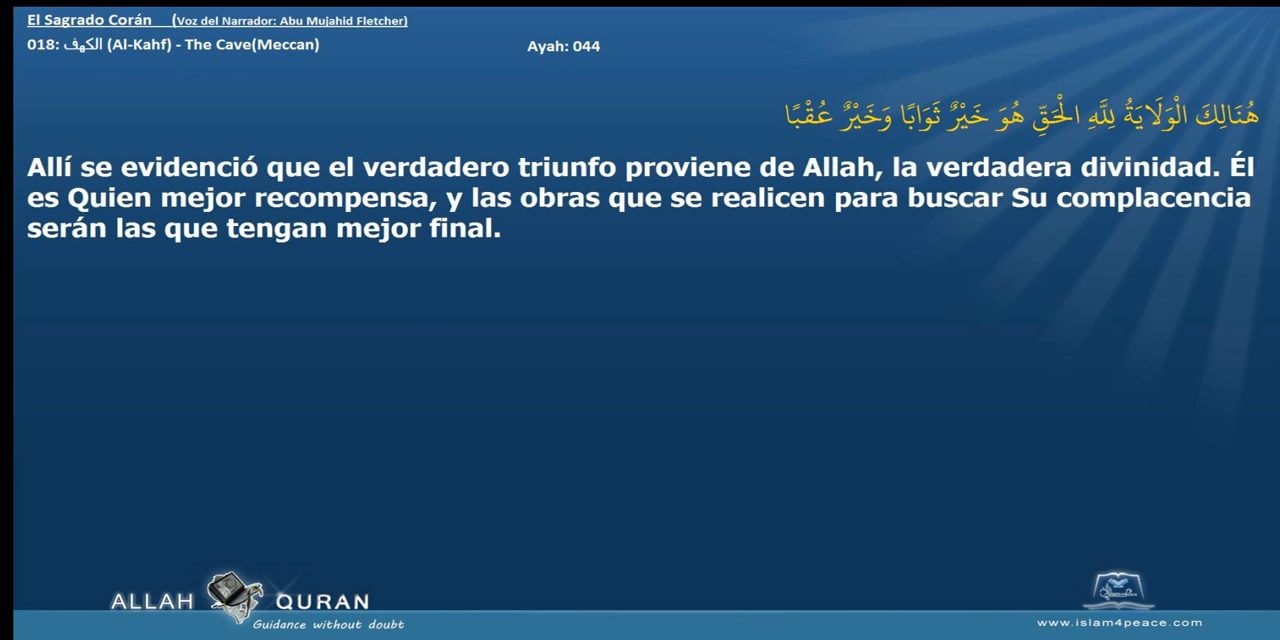 El Sagrado Corán (Voz del Narrador: Abu Mujahid Fletcher)
018: الكهف (Al-Kahf) - The Cave(Meccan) Ayah: 044
هُنَالِكَ الْوَلَايَةُ لِلَّهِ الْحَقِّ هُوَ خَيْرٌ ثَوَابًا وَخَيْرٌ عُقْبًا
Allí se evidenció que el verdadero triunfo proviene de Allah, la verdadera divinidad. Él
es Quien mejor recompensa, y las obras que se realicen para buscar Su complacencia
serán las que tengan mejor final.
ALLAH QURAN
Guidance without doubt
www.islam4peace.com